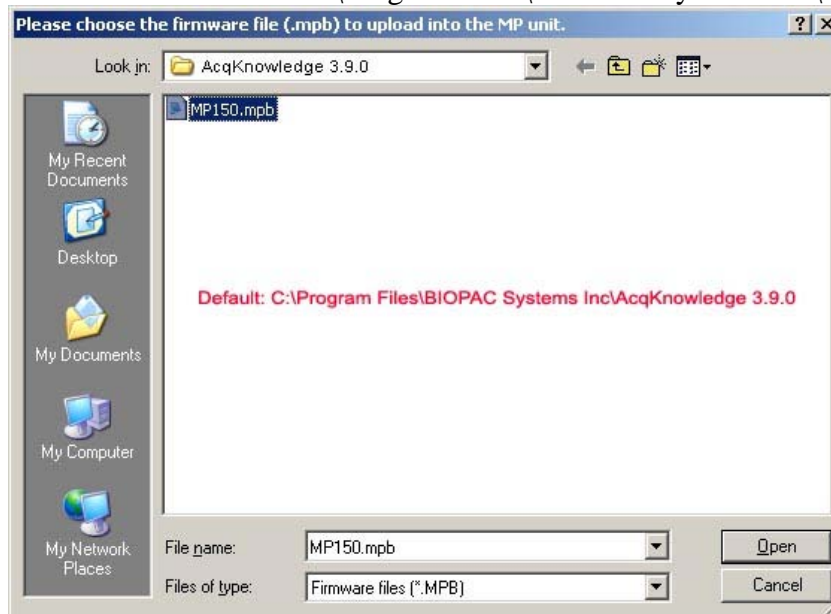 Please choose the firmware file (.mpb) to upload into the MP unit.
Look in: AcqKnowledge 3.9.0
MP150.mpb
My Recent
Documents
Desktop
Default: C:\Program Files\BIOPAC Systems Inc\AcqKnowledge 3.9.0
My Documents
My Computer
My Network
Places
File name: MP150.mpb Open
Files of type: Firmware files (*.MPB) Cancel